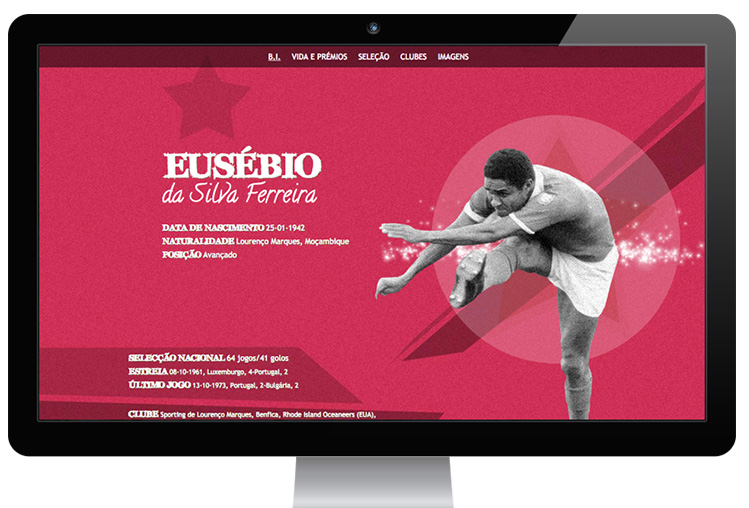 B.I. VIDA E PRÉMIOS SELEÇÃO CLUBES IMAGENS
EUSÉBIO
da Silva Ferreira
DATA DE NASCIMENTO 25-01-1942
NATURALIDADE Lourenço Marques, Moçambique
POSIÇÃO Avançado
SELECÇÃO NACIONAL 64 jogos/41 golos
ESTREIA 08-10-1961, Luxemburgo, 4-Portugal, 2
ÚLTIMO JOGO 13-10-1973, Portugal, 2-Bulgária, 2
CLUBE Sporting de Lourenço Marques, Benfica, Rhode Island Oceaneers (EUA),